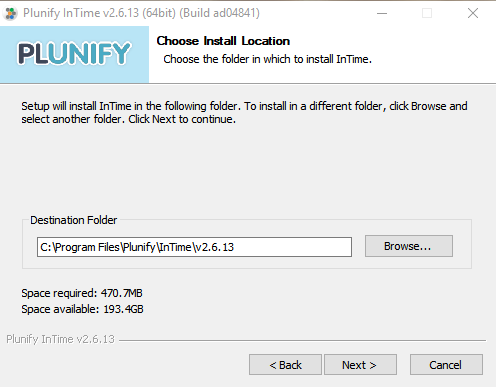 Plunify InTime v2.6.13 (64bit) (Build ad04841)
PLUNIFY
Choose Install Location
Choose the folder in which to install InTime.
Setup will install InTime in the following folder. To install in a different folder, click Browse and
select another folder. Click Next to continue.
Destination Folder
C:\Program Files\Plunify\InTime\v2.6.13
Browse...
Space required: 470.7MB
Space available: 193.4GB
Plunify InTime v2.6.13
< Back
Next >
Cancel